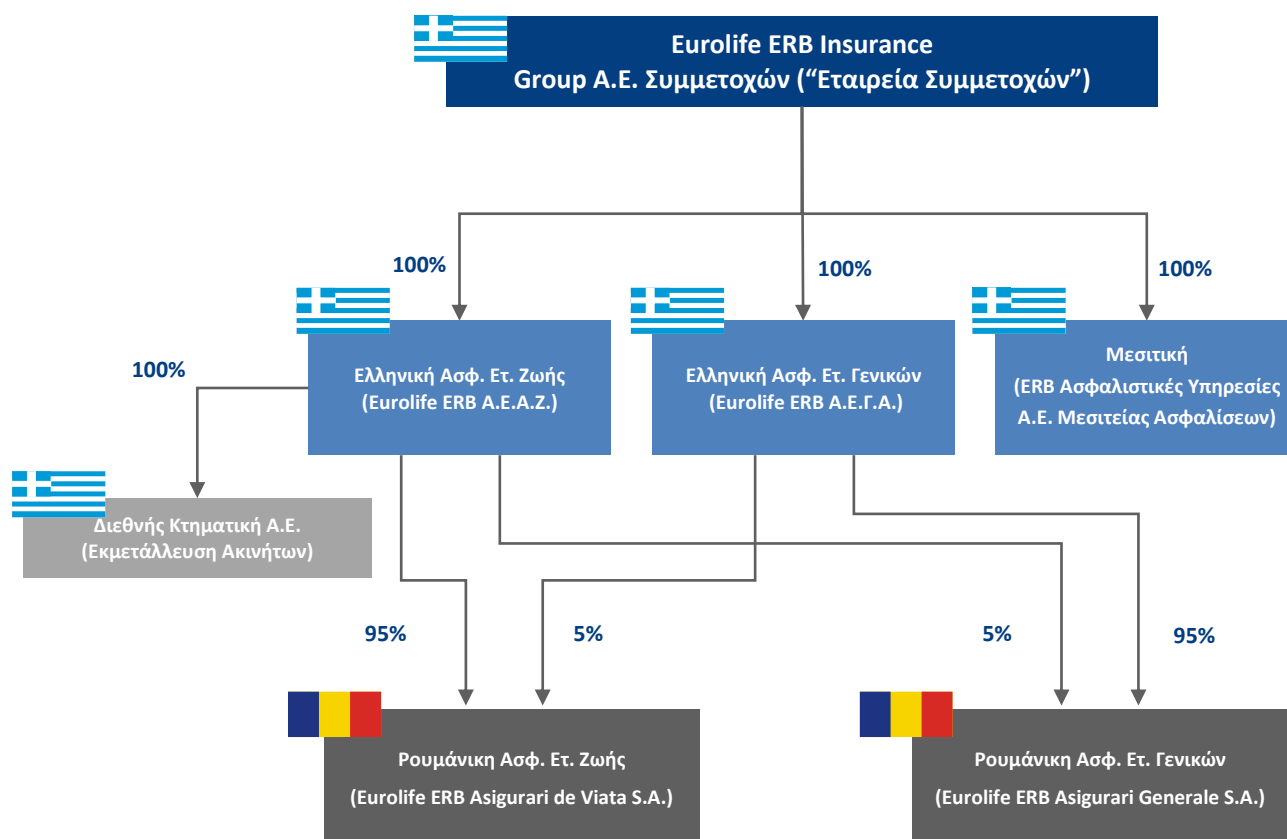 Eurolife ERB Insurance
Group Α.Ε. Συμμετοχών (“Εταιρεία Συμμετοχών”)
100%
100%
100%
100%
Ελληνική Ασφ. Ετ. Ζωής
(Eurolife ERB Α.Ε.Α.Ζ.)
Ελληνική Ασφ. Ετ. Γενικών
(Eurolife ERB Α.Ε.Γ.Α.)
Μεσιτική
(ERB Ασφαλιστικές Υπηρεσίες
Α.Ε. Μεσιτείας Ασφαλίσεων)
Διεθνής Κτηματική Α.Ε.
(Εκμετάλλευση Ακινήτων)
95%
5%
5%
95%
Ρουμάνικη Ασφ. Ετ. Ζωής
(Eurolife ERB Asigurari de Viata S.A.)
Ρουμάνικη Ασφ. Ετ. Γενικών
(Eurolife ERB Asigurari Generale S.A.)